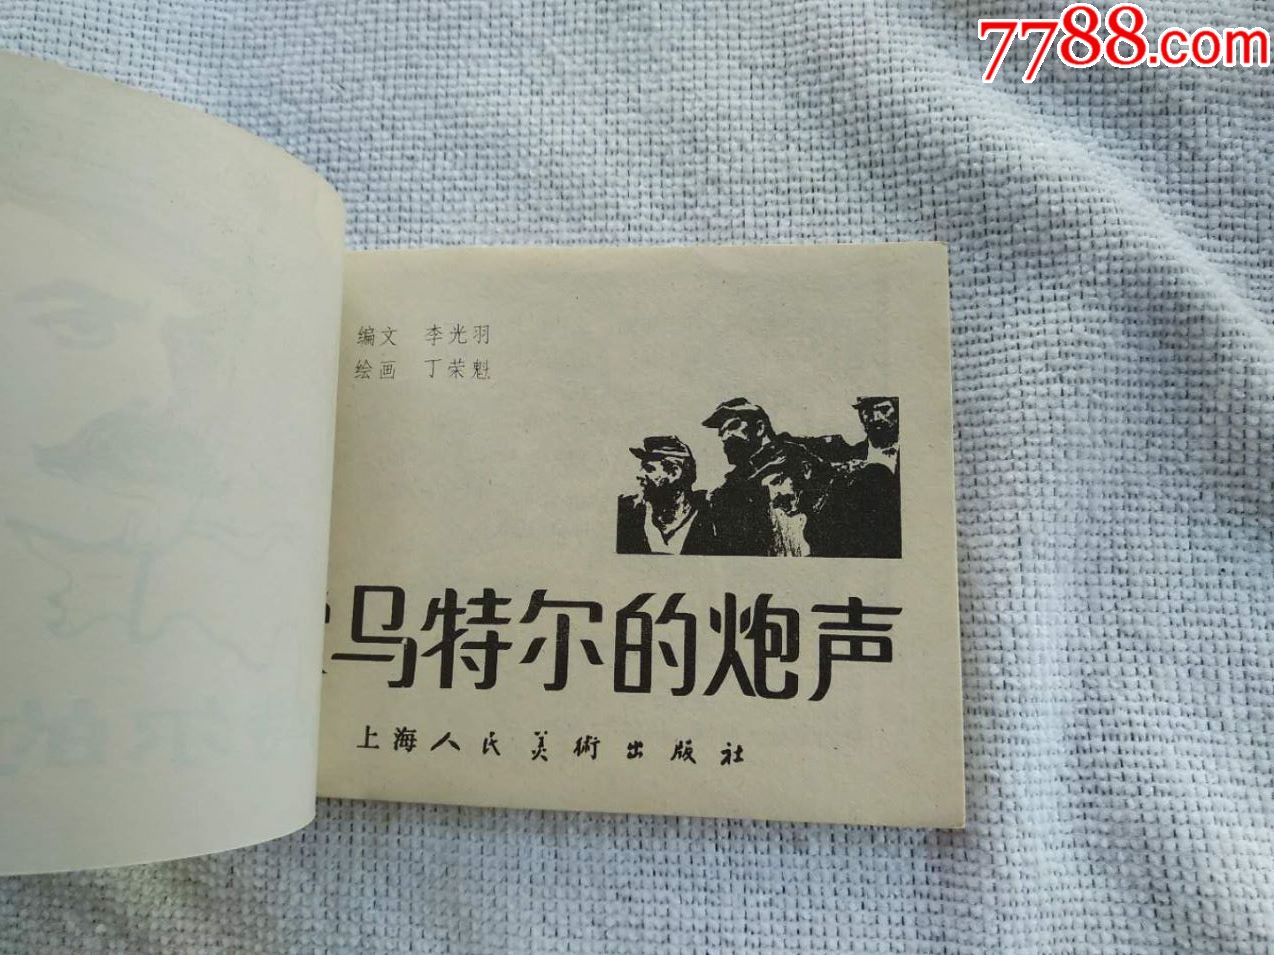 7788.com
编文 李光羽
绘画 丁荣魁
马特尔的炮声
上海人民美術出版社